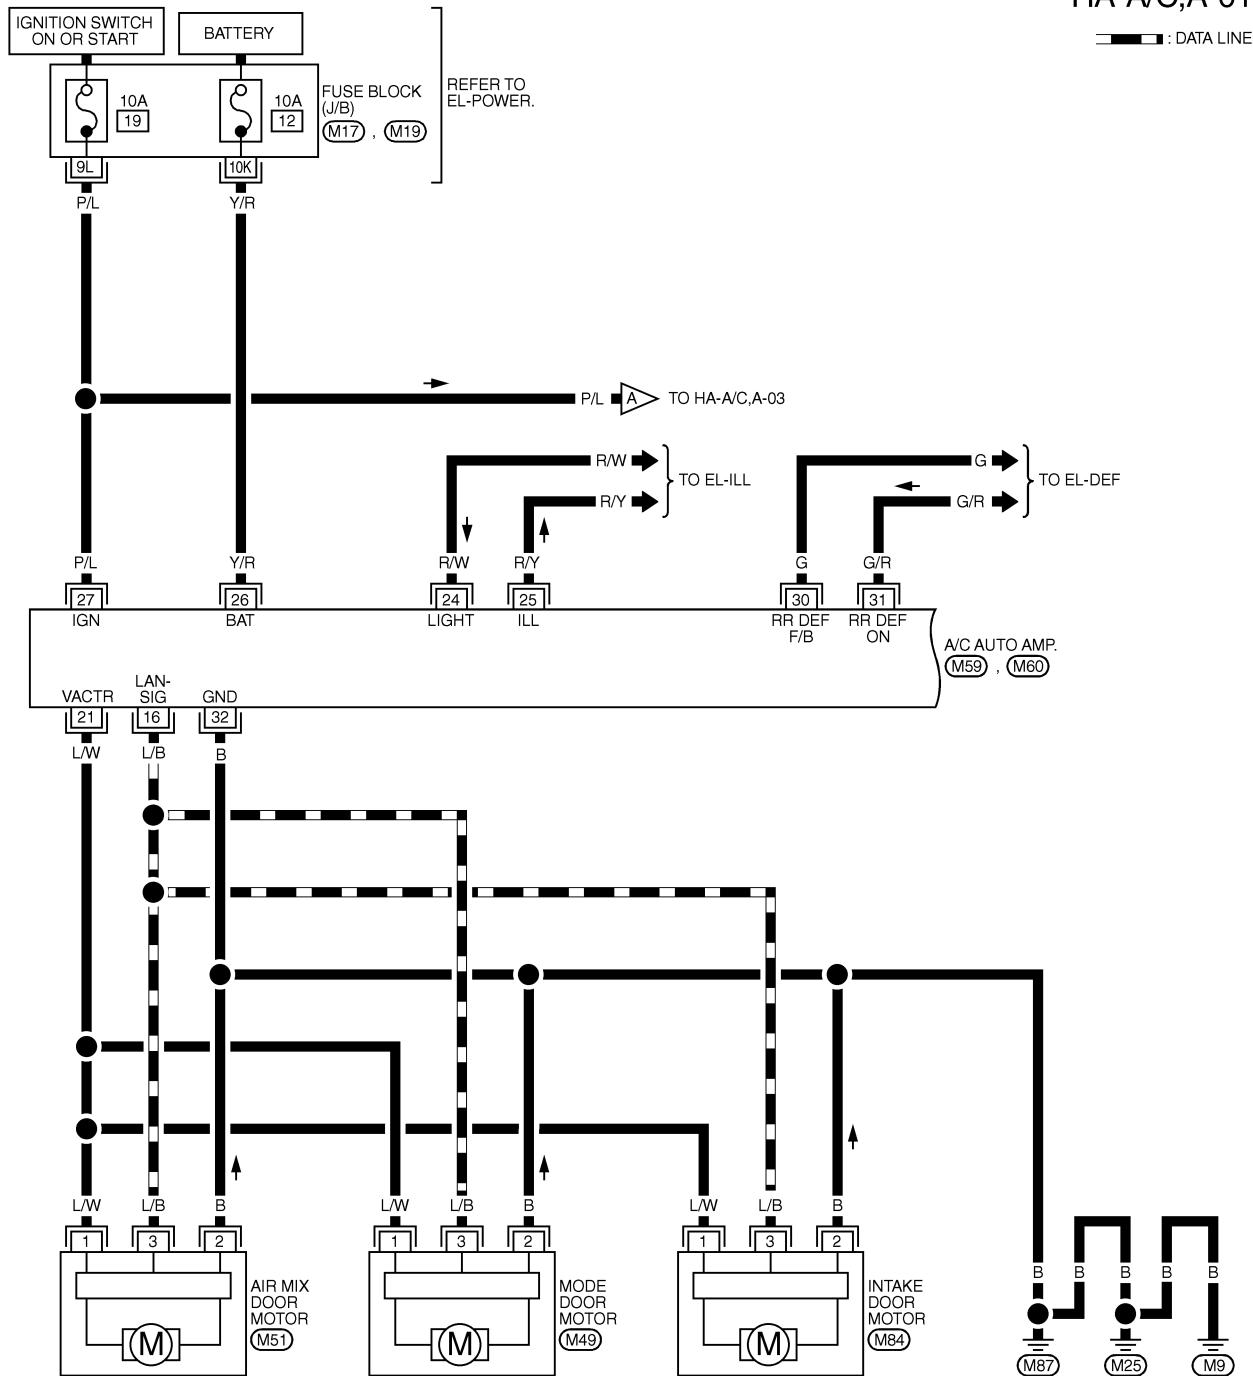 HA-A/C,A-01
: DATA LINE
IGNITION SWITCH
ON OR START
BATTERY
10A
19
10A
12
FUSE BLOCK
(J/B)
M17 , M19
REFER TO
EL-POWER.
9L
10K
P/L
Y/R
P/L
A
TO HA-A/C,A-03
R/W
R/Y
TO EL-ILL
G
G/R
TO EL-DEF
P/L
Y/R
R/W
R/Y
G
G/R
27
26
24
25
30
31
IGN
BAT
LIGHT
ILL
RR DEF
F/B
RR DEF
ON
A/C AUTO AMP.
M59 , M60
VACTR
LAN-
SIG
GND
21
16
32
L/W
L/B
B
L/W
L/B
B
L/W
L/B
B
L/W
L/B
B
1
3
2
1
3
2
1
3
2
AIR MIX
DOOR
MOTOR
M51
M
MODE
DOOR
MOTOR
M49
M
INTAKE
DOOR
MOTOR
M84
M
B
B
B
B
B
M87
M25
M9